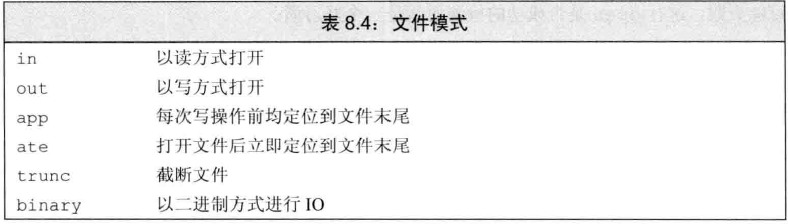 表 8.4：文件模式
in 以读方式打开
out 以写方式打开
app 每次写操作前均定位到文件末尾
ate 打开文件后立即定位到文件末尾
trunc 截断文件
binary 以二进制方式进行 IO